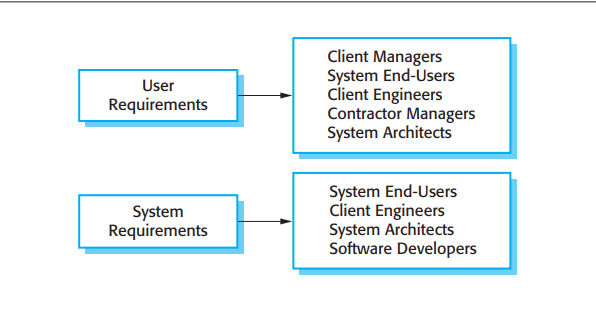 User
Requirements
Client Managers
System End-Users
Client Engineers
Contractor Managers
System Architects
System
Requirements
System End-Users
Client Engineers
System Architects
Software Developers